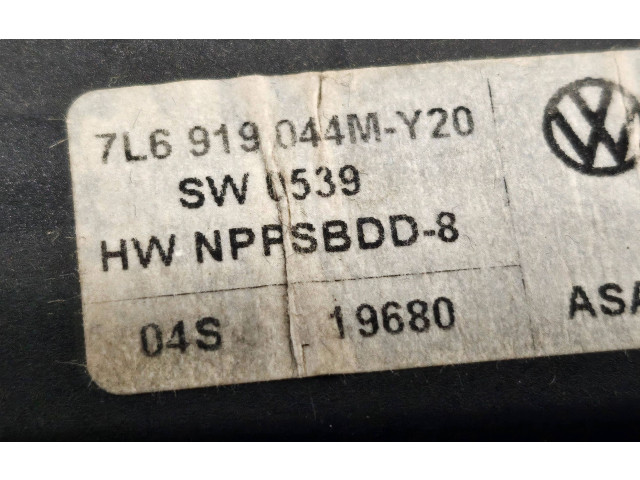 7L6 919 044M-Y20
SW 0539
HW NPPSBDD-8
04S 19680 ASA